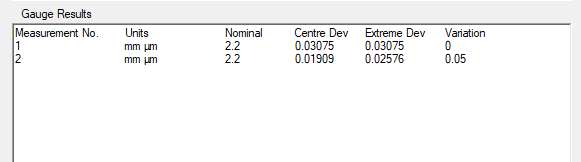 Gauge Results
Measurement No. Units Nominal Centre Dev Extreme Dev Variation
1 mm µm 2.2 0.03075 0.03075 0
2 mm µm 2.2 0.01909 0.02576 0.05